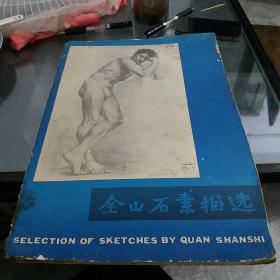 全山石素描选
SELECTION OF SKETCHES BY QUAN SHANSHI